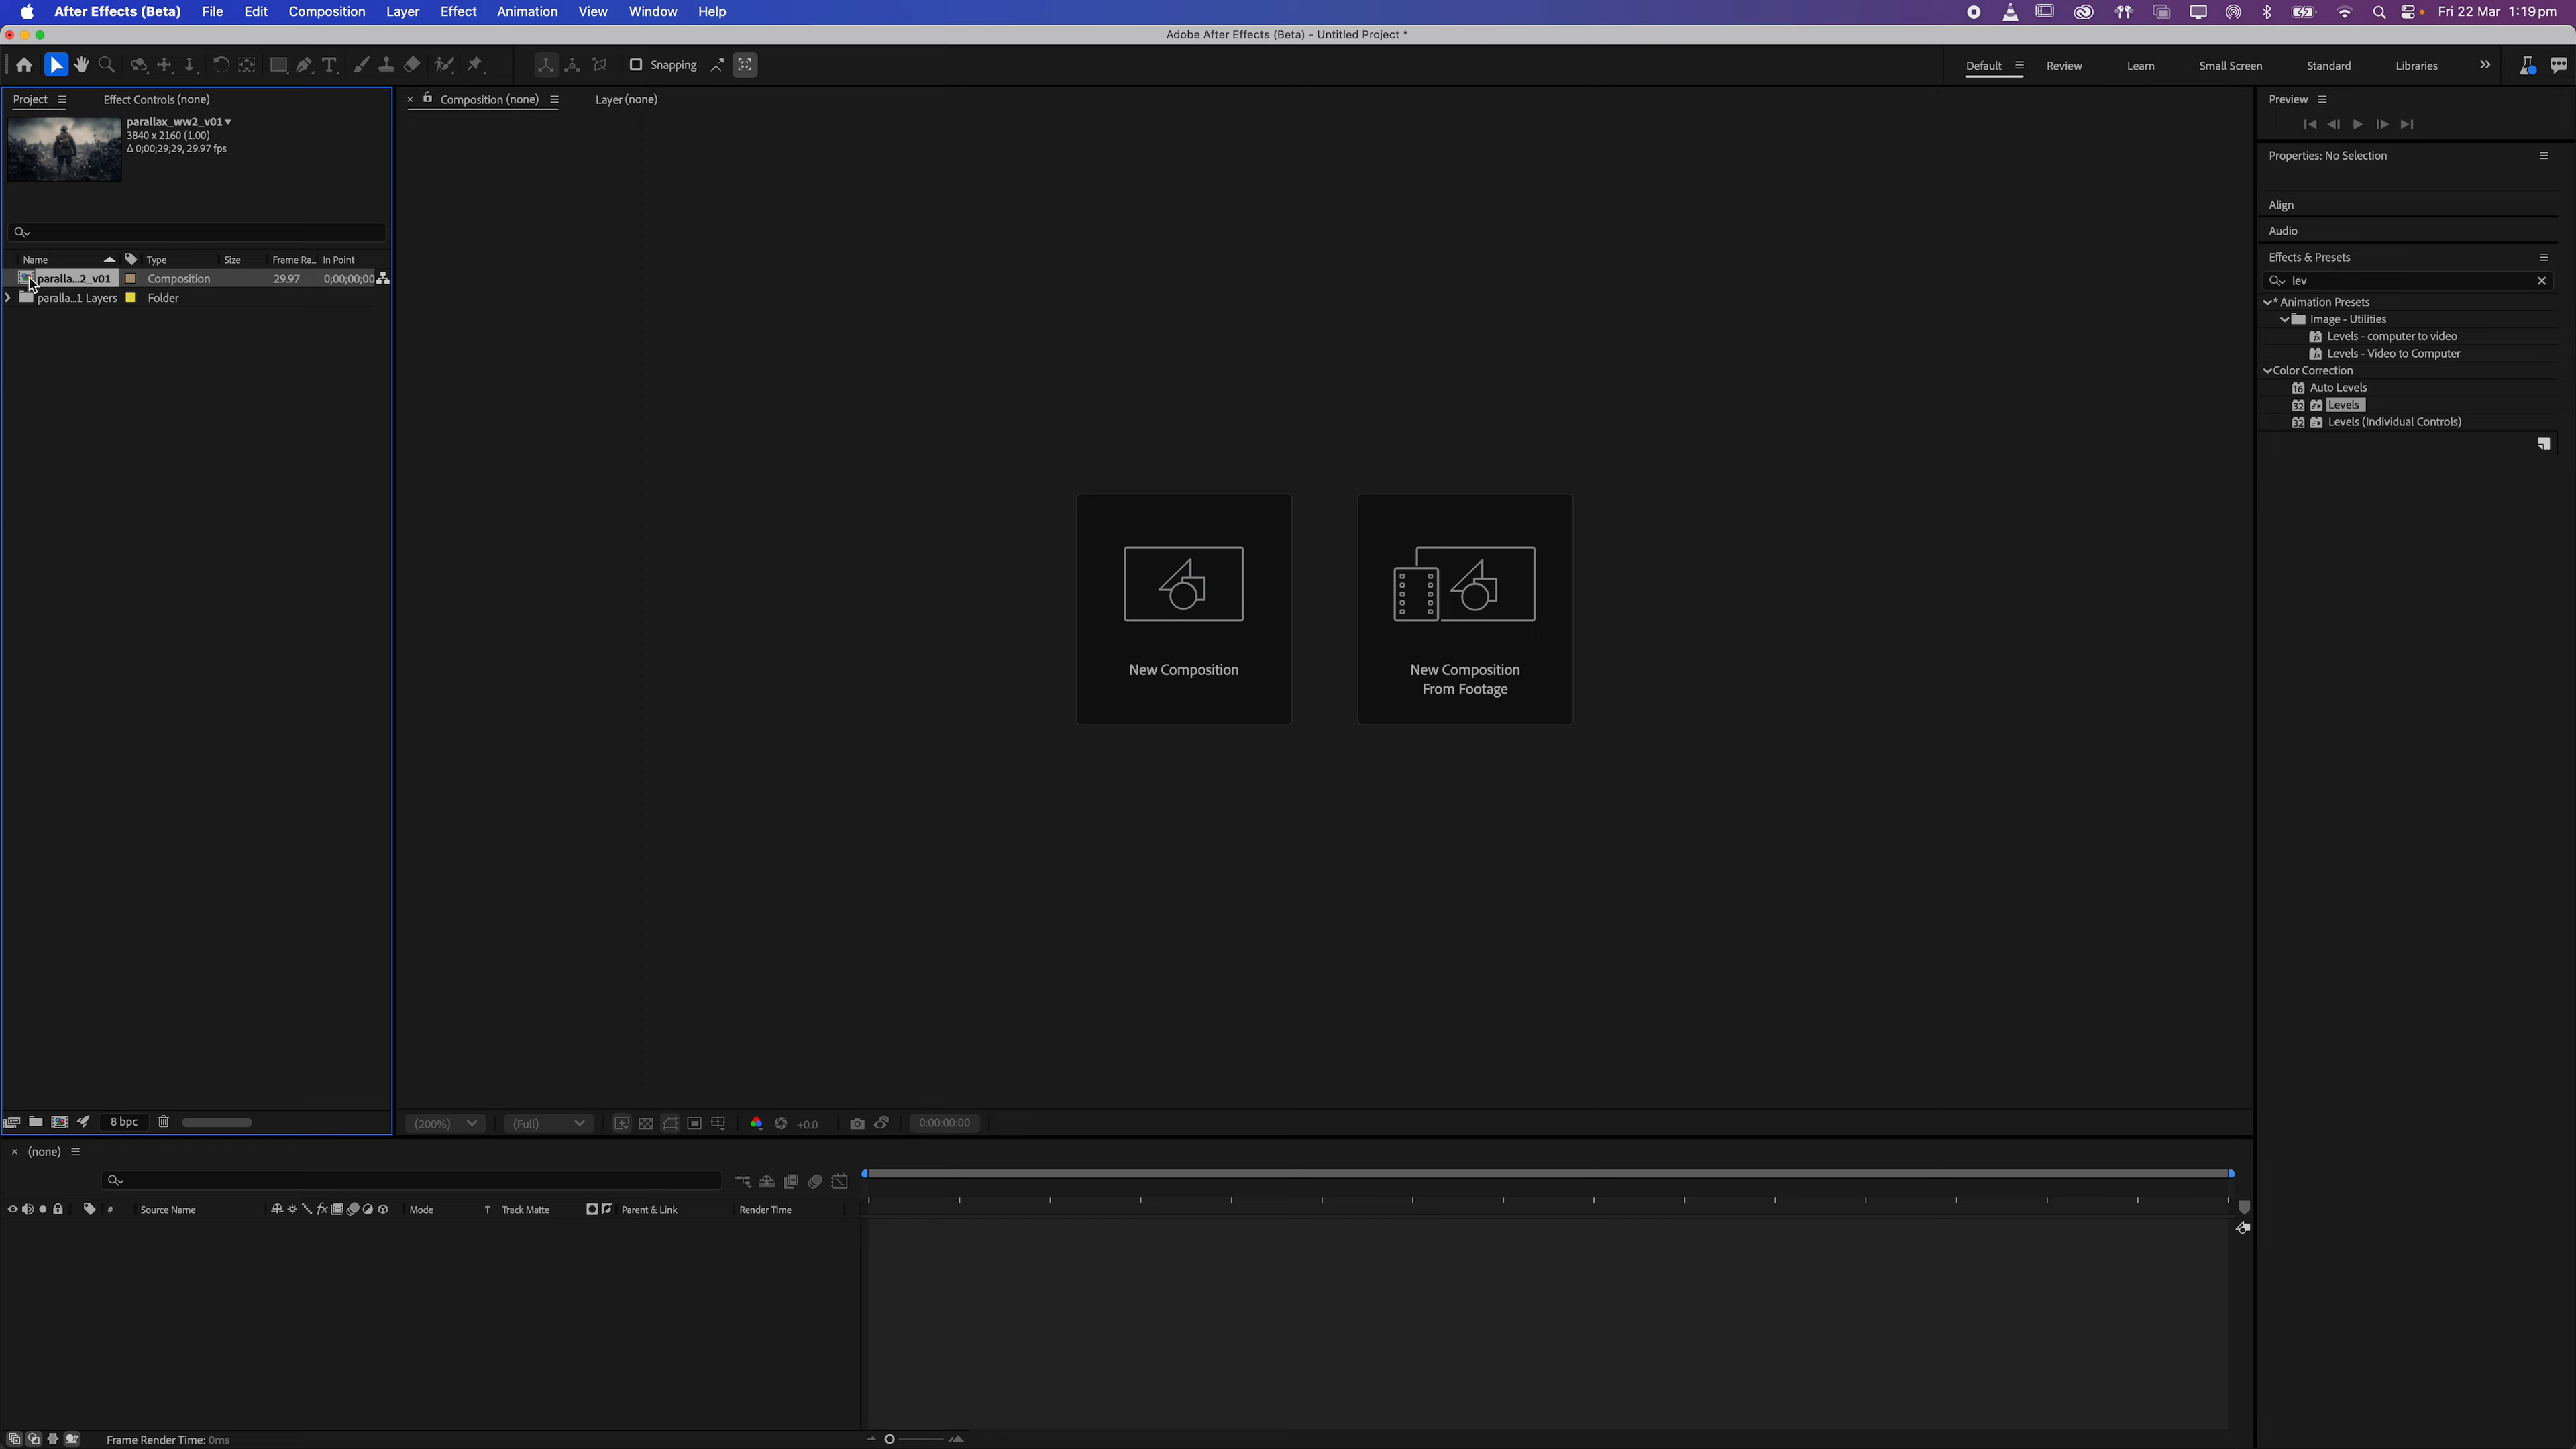 After Effects (Beta) File Edit Composition Layer Effect Animation View Window Help Fri 22 Mar 1:19 pm
Adobe After Effects (Beta) - Untitled Project *
Snapping Default Review Learn Small Screen Standard Libraries
Project Effect Controls (none)
parallax_ww2_v01
3840 x 2160 (1.00)
Δ 0;00;29;29, 29.97 fps
Name Type Size Frame Ra... In Point
paralla...2_v01 Composition 29.97 0;00;00;00
paralla...1 Layers Folder
8 bpc
Composition (none) Layer (none)
New Composition
New Composition
From Footage
(200%) (Full) +0.0 0:00:00:00
Preview
Properties: No Selection
Align
Audio
Effects & Presets
lev
* Animation Presets
Image - Utilities
Levels - computer to video
Levels - Video to Computer
Color Correction
16 Auto Levels
32 Levels
32 Levels (Individual Controls)
(none)
# Source Name fx Mode T Track Matte Parent & Link Render Time
Frame Render Time: 0ms